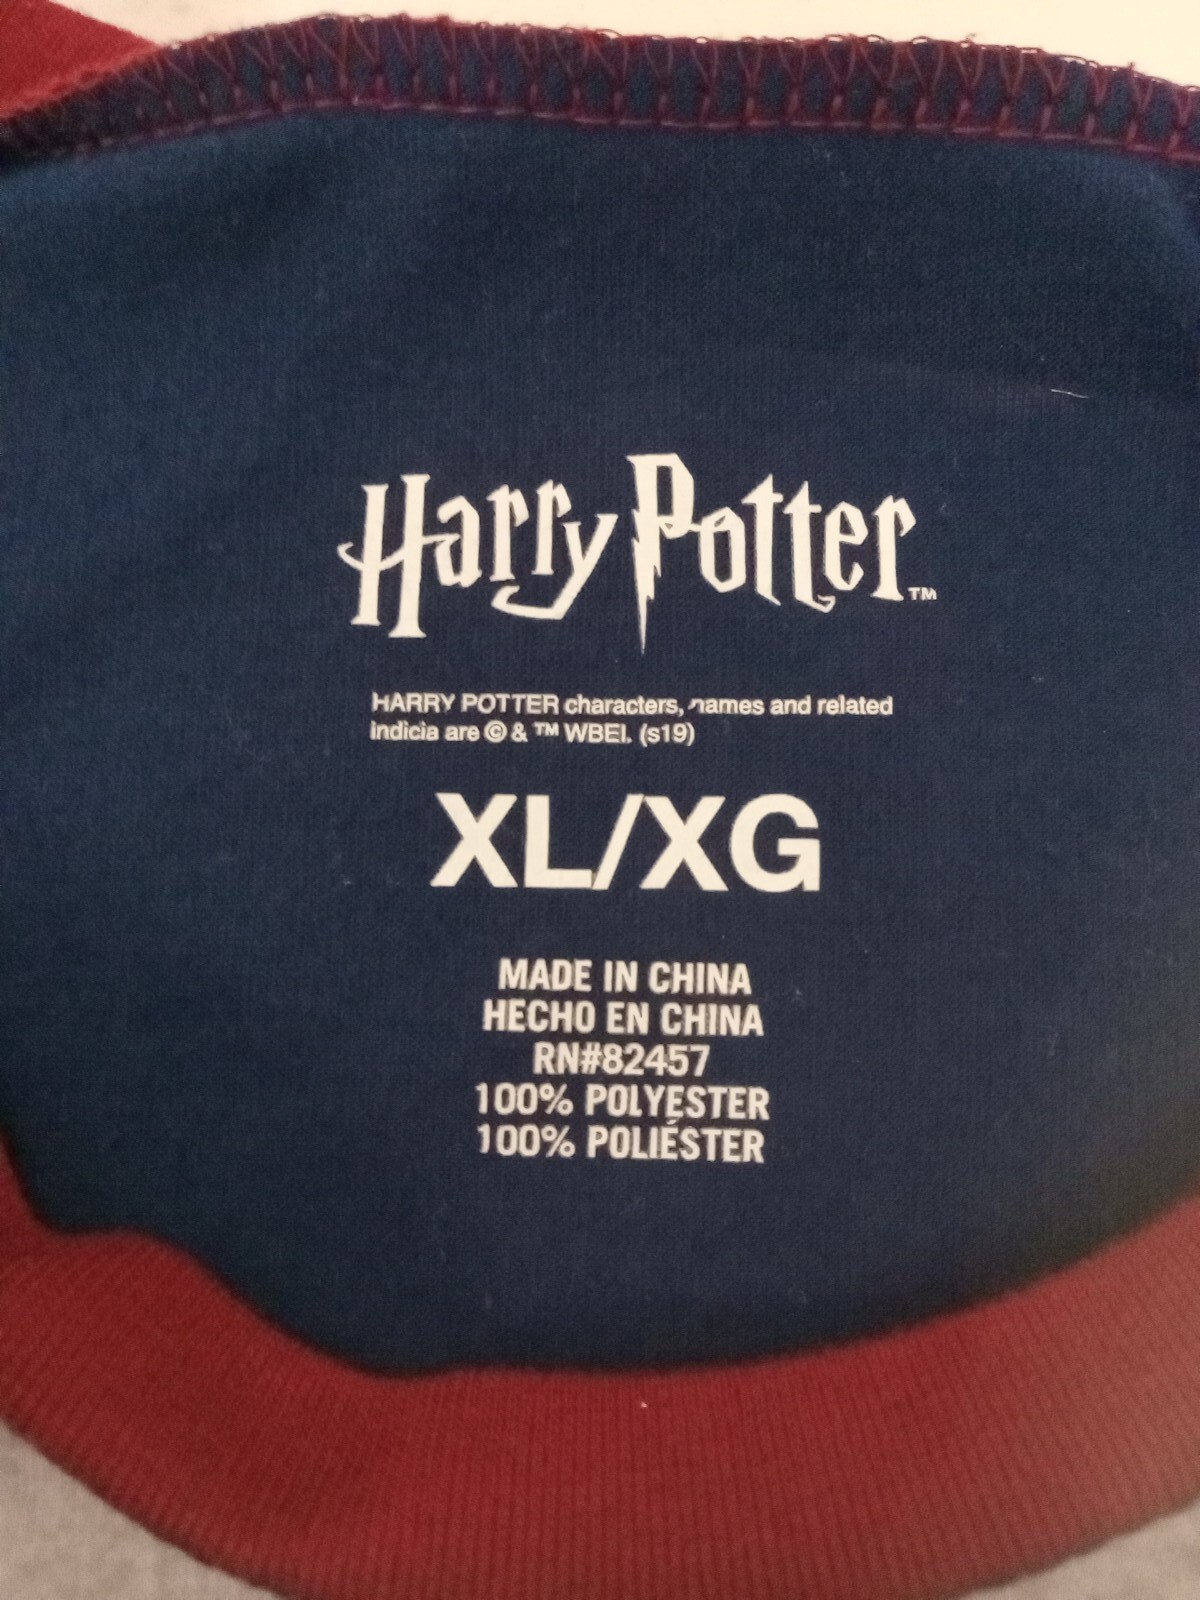 Harry Potter™
HARRY POTTER characters, names and related
indicia are © & ™ WBEI. (s19)
XL/XG
MADE IN CHINA
HECHO EN CHINA
RN#82457
100% POLYESTER
100% POLIÉSTER